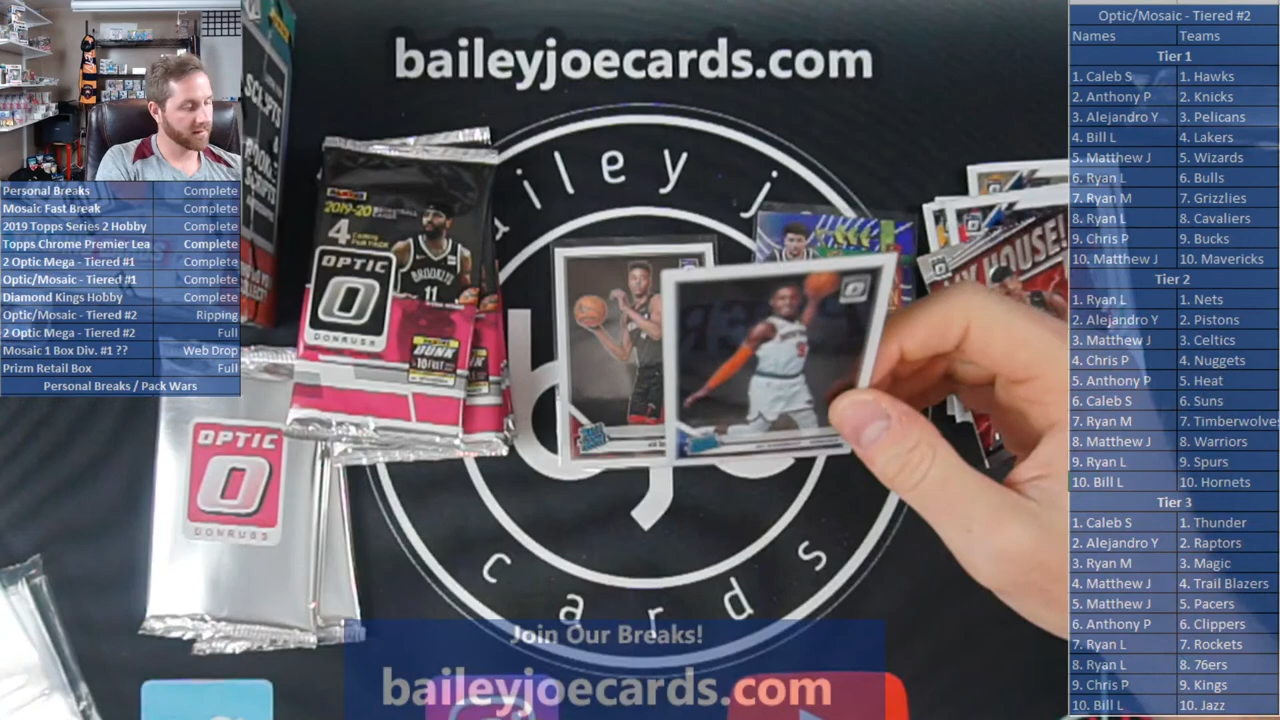 baileyjoecards.com
bailey j
cards
Personal Breaks Complete
Mosaic Fast Break Complete
2019 Topps Series 2 Hobby Complete
Topps Chrome Premier Lea Complete
2 Optic Mega - Tiered #1 Complete
Optic/Mosaic - Tiered #1 Complete
Diamond Kings Hobby Complete
Optic/Mosaic - Tiered #2 Ripping
2 Optic Mega - Tiered #2 Full
Mosaic 1 Box Div. #1 ?? Web Drop
Prizm Retail Box Full
Personal Breaks / Pack Wars
PANINI
2019-20
4
OPTIC
DONRUSS
BROOKLYN
11
OPTIC
DONRUSS
HOUSE!
Join Our Breaks!
baileyjoecards.com
Optic/Mosaic - Tiered #2
Names Teams
Tier 1
1. Caleb S 1. Hawks
2. Anthony P 2. Knicks
3. Alejandro Y 3. Pelicans
4. Bill L 4. Lakers
5. Matthew J 5. Wizards
6. Ryan L 6. Bulls
7. Ryan M 7. Grizzlies
8. Ryan L 8. Cavaliers
9. Chris P 9. Bucks
10. Matthew J 10. Mavericks
Tier 2
1. Ryan L 1. Nets
2. Alejandro Y 2. Pistons
3. Matthew J 3. Celtics
4. Chris P 4. Nuggets
5. Anthony P 5. Heat
6. Caleb S 6. Suns
7. Ryan M 7. Timberwolves
8. Matthew J 8. Warriors
9. Ryan L 9. Spurs
10. Bill L 10. Hornets
Tier 3
1. Caleb S 1. Thunder
2. Alejandro Y 2. Raptors
3. Ryan M 3. Magic
4. Matthew J 4. Trail Blazers
5. Matthew J 5. Pacers
6. Anthony P 6. Clippers
7. Ryan L 7. Rockets
8. Ryan L 8. 76ers
9. Chris P 9. Kings
10. Bill L 10. Jazz